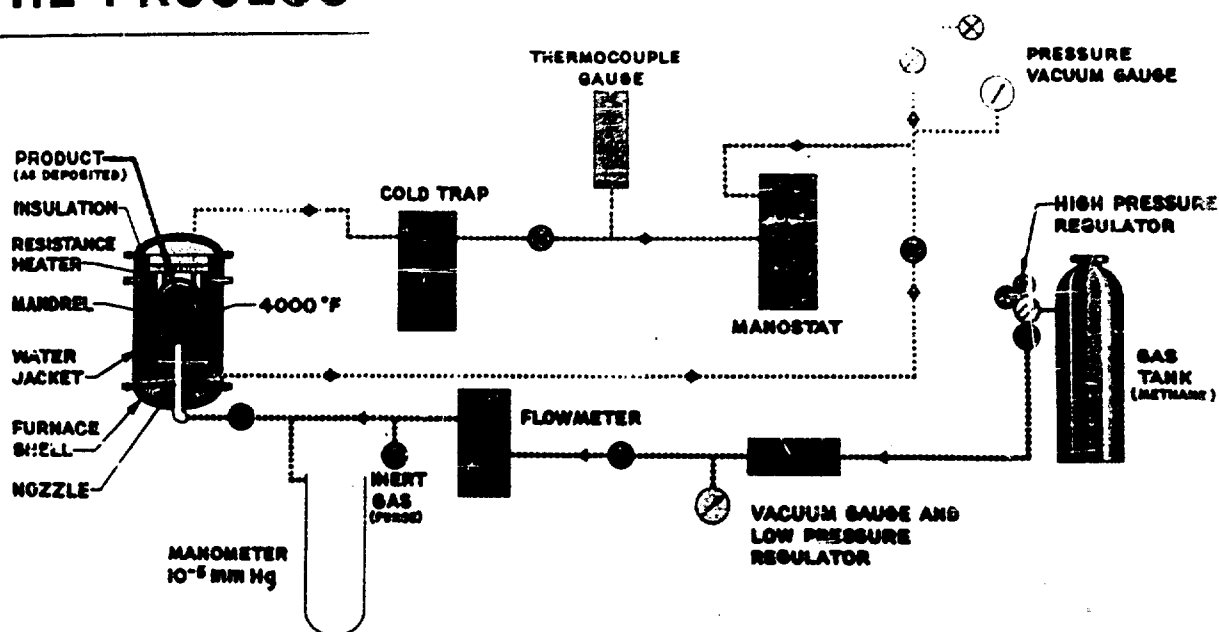 PROCESS
THERMOCOUPLE
GAUGE
PRESSURE
VACUUM GAUGE
PRODUCT
(AS DEPOSITED)
INSULATION
RESISTANCE
HEATER
MANDREL
WATER
JACKET
FURNACE
SHELL
NOZZLE
4000 °F
COLD TRAP
MANOSTAT
HIGH PRESSURE
REGULATOR
GAS
TANK
(METHANE)
FLOWMETER
INERT
GAS
(PURGE)
MANOMETER
10⁻⁵ mm Hg
VACUUM GAUGE AND
LOW PRESSURE
REGULATOR